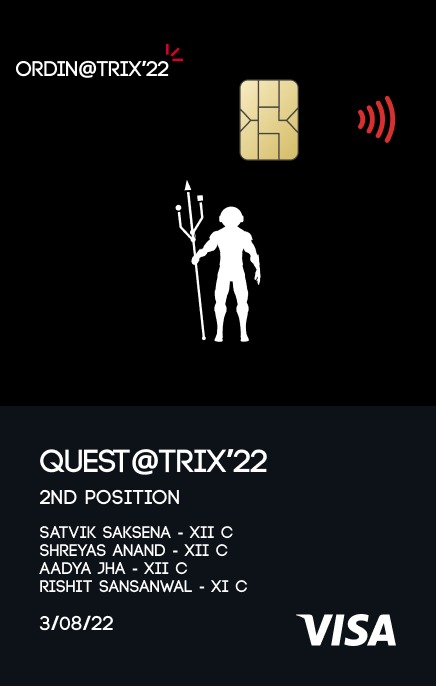 ORDIN@TRIX'22
QUEST@TRIX'22
2ND POSITION
SATVIK SAKSENA - XII C
SHREYAS ANAND - XII C
AADYA JHA - XII C
RISHIT SANSANWAL - XI C
3/08/22
VISA